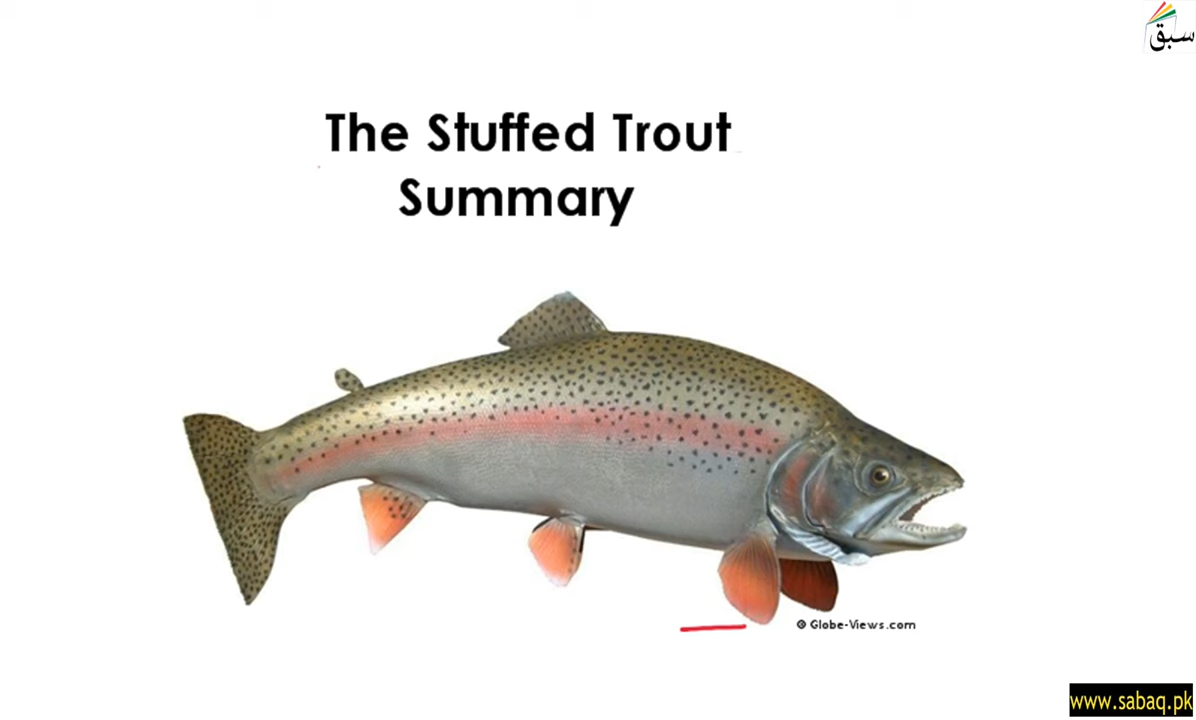 سبق
The Stuffed Trout
Summary
© Globe-Views.com
www.sabaq.pk